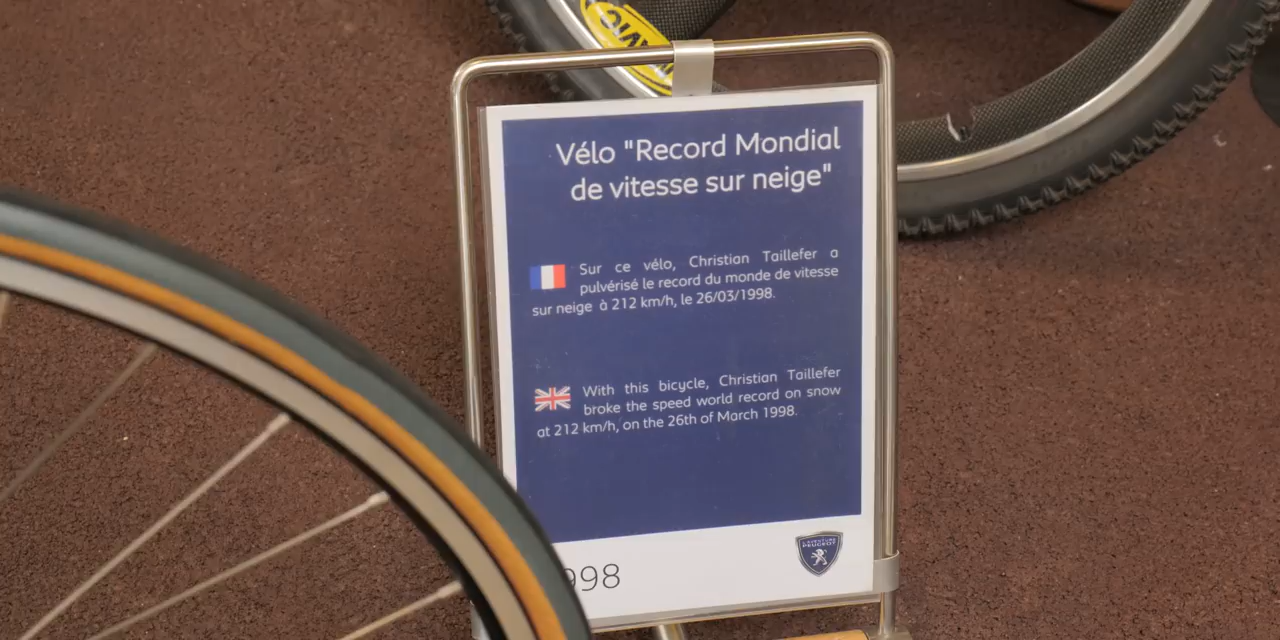 Vélo "Record Mondial
de vitesse sur neige"
Sur ce vélo, Christian Taillefer a
pulvérisé le record du monde de vitesse
sur neige à 212 km/h, le 26/03/1998.
With this bicycle, Christian Taillefer
broke the speed world record on snow
at 212 km/h, on the 26th of March 1998.
998
L'AVENTURE
PEUGEOT